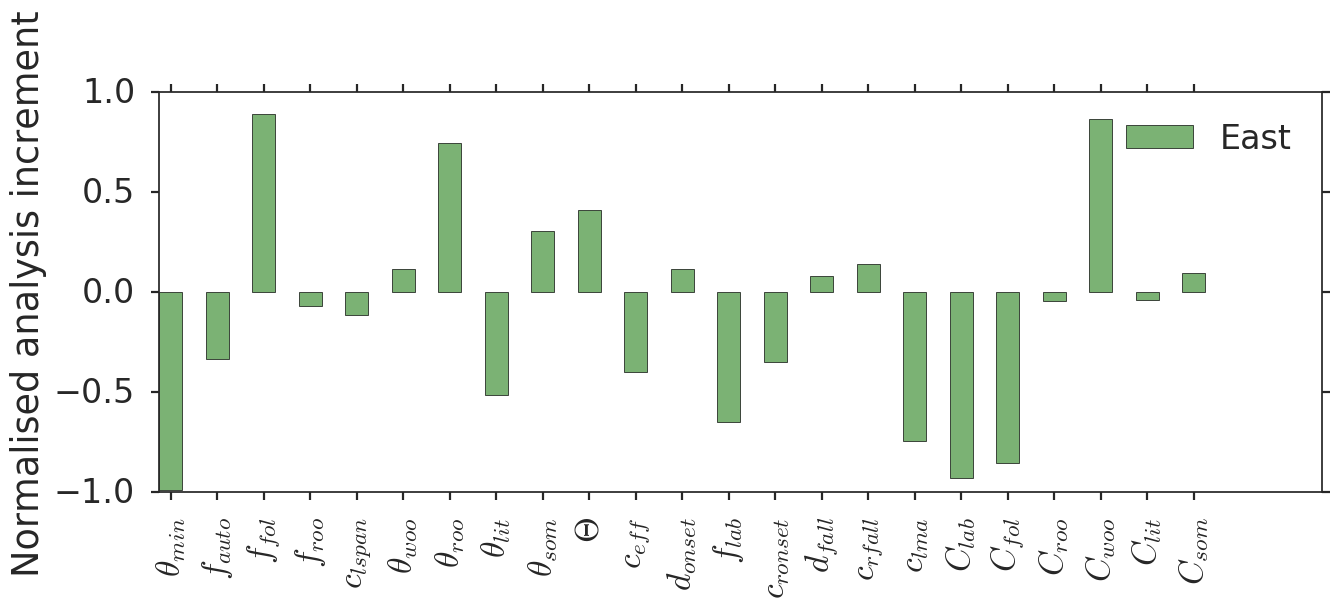 Normalised analysis increment
1.0
0.5
0.0
−0.5
−1.0
East
θmin
fauto
ffol
froo
clspan
θwoo
θroo
θlit
θsom
Θ
ceff
donset
flab
cronset
dfall
crfall
clma
Clab
Cfol
Croo
Cwoo
Clit
Csom